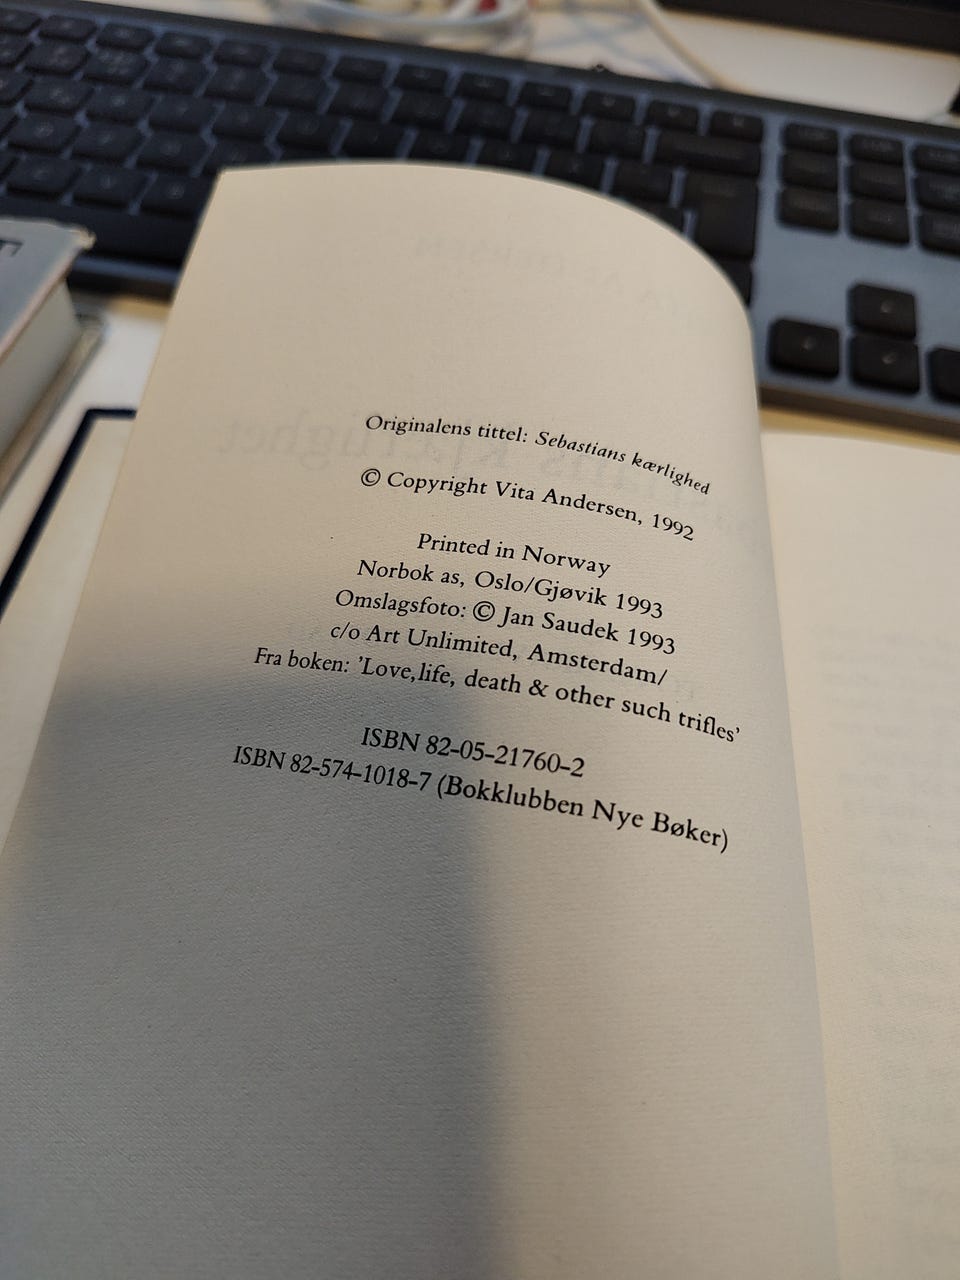 Originalens tittel: Sebastians kærlighed
© Copyright Vita Andersen, 1992
Printed in Norway
Norbok as, Oslo/Gjøvik 1993
Omslagsfoto: © Jan Saudek 1993
c/o Art Unlimited, Amsterdam/
Fra boken: 'Love,life, death & other such trifles'
ISBN 82-05-21760-2
ISBN 82-574-1018-7 (Bokklubben Nye Bøker)